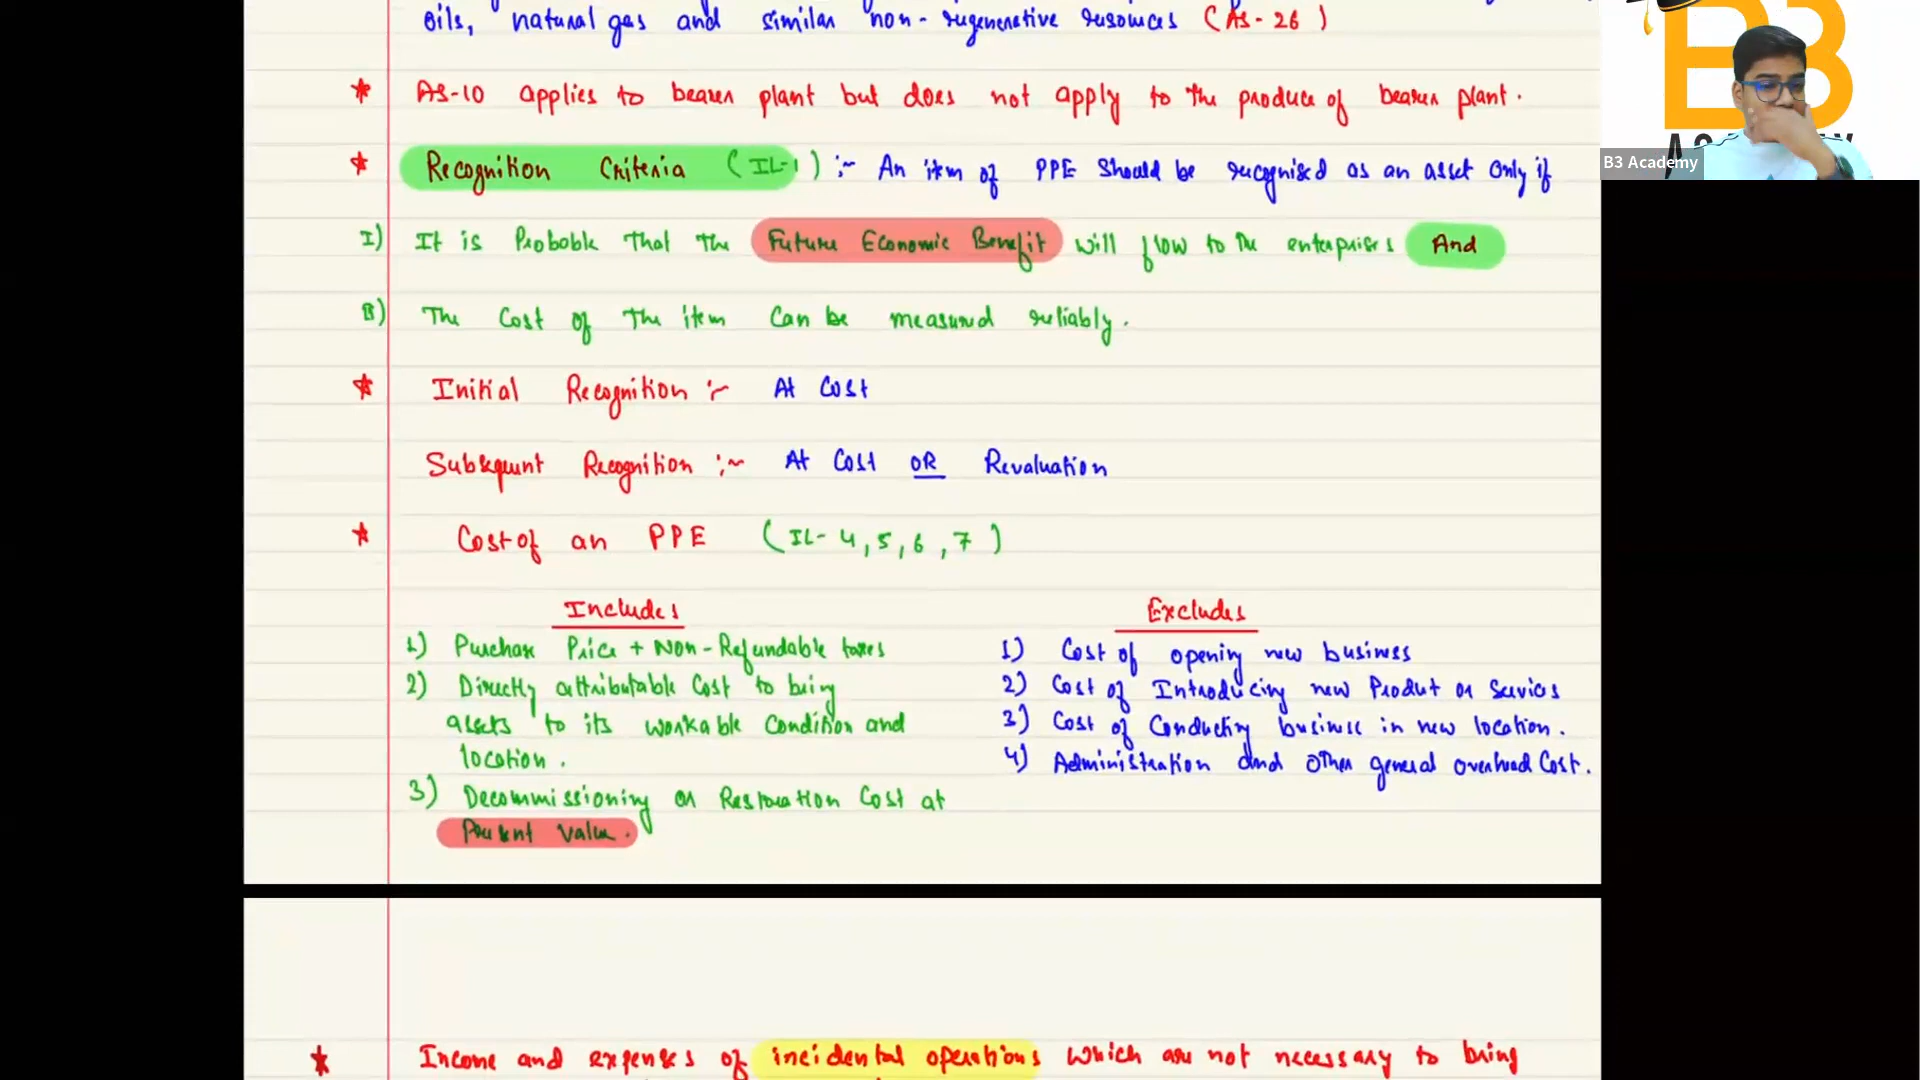 oils, natural gas and similar non-regenerative resources (AS-26)
★ AS-10 applies to bearer plant but does not apply to the produce of bearer plant.
★ Recognition Criteria (IL-1) :- An item of PPE should be recognised as an asset only if
I) It is Probable That the Future Economic Benefit will flow to the enterprises And
B) The Cost of The item Can be measured reliably.
★ Initial Recognition :- At Cost
Subsequent Recognition :- At Cost OR Revaluation
★ Cost of an PPE (IL- 4, 5, 6, 7)
Includes
1) Purchase Price + Non-Refundable taxes
2) Directly attributable Cost to being
assets to its workable Condition and
location.
3) Decommissioning or Restoration Cost at
Present Value.
Excludes
1) Cost of opening new business
2) Cost of Introducing new Product or Services
3) Cost of Conducting business in new location.
4) Administration and other general overhead Cost.
★ Income and expenses of incidental operations which are not necessary to bring
B3
B3 Academy